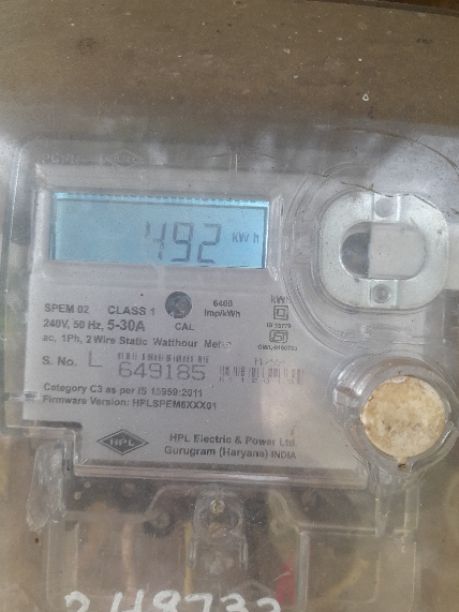 492 kWh
SPEM 02 CLASS 1 6400 kWh
240V, 50 Hz, 5-30A CAL Imp/kWh
ac, 1Ph, 2 Wire Static Watthour Meter
S. No. L 649185
Category C3 as per IS 15959:2011
Firmware Version: HPLSPEM6XXX01
HPL HPL Electric & Power Ltd.
Gurugram (Haryana) INDIA